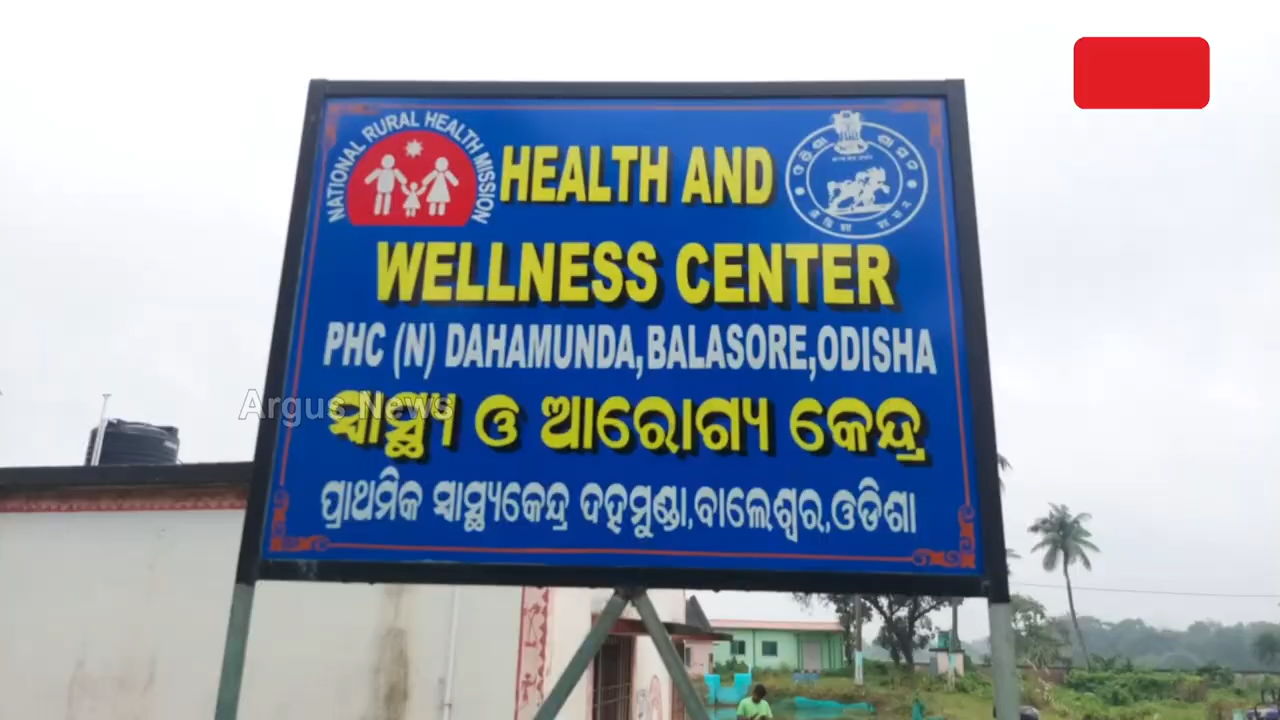 NATIONAL RURAL HEALTH MISSION
HEALTH AND
WELLNESS CENTER
PHC (N) DAHAMUNDA,BALASORE,ODISHA
Argus News
ସ୍ଵାସ୍ଥ୍ୟ ଓ ଆରୋଗ୍ୟ କେନ୍ଦ୍ର
ପ୍ରାଥମିକ ସ୍ଵାସ୍ଥ୍ୟକେନ୍ଦ୍ର ଦହମୁଣ୍ଡା,ବାଲେଶ୍ଵର,ଓଡିଶା